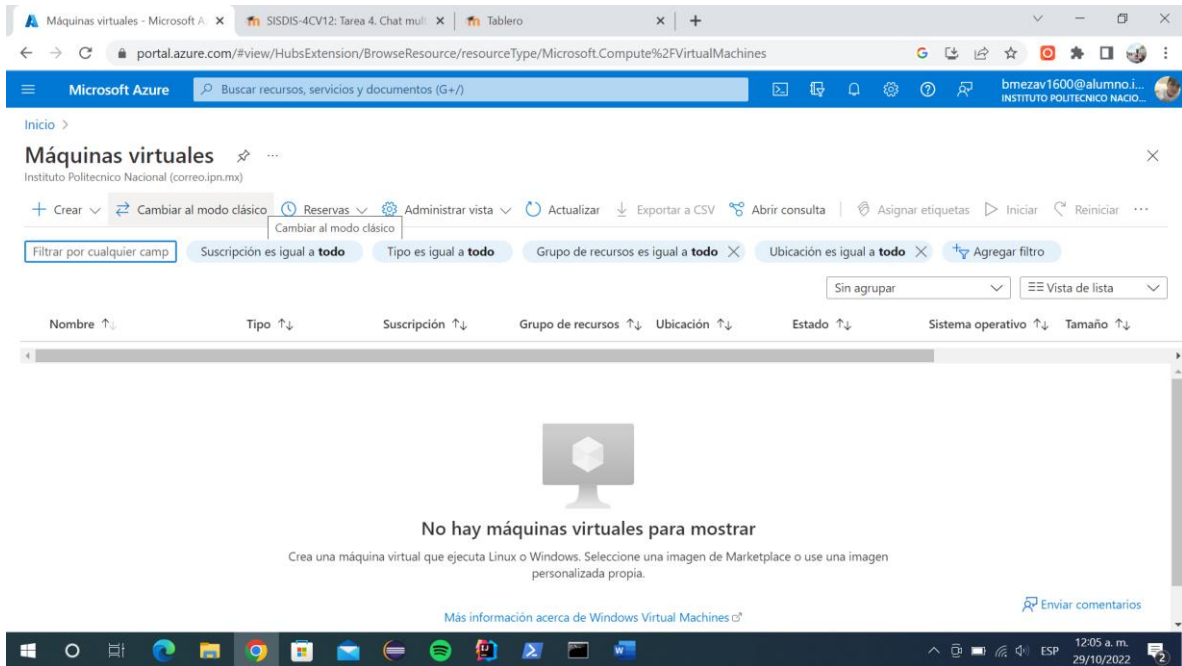 Máquinas virtuales - Microsoft A
SISDIS-4CV12: Tarea 4. Chat mult
Tablero
portal.azure.com/#view/HubsExtension/BrowseResource/resourceType/Microsoft.Compute%2FVirtualMachines
Microsoft Azure
Buscar recursos, servicios y documentos (G+/)
bmezav1600@alumno.i...
INSTITUTO POLITECNICO NACIO...
Inicio >
Máquinas virtuales
Instituto Politecnico Nacional (correo.ipn.mx)
Crear
Cambiar al modo clásico
Reservas
Administrar vista
Actualizar
Exportar a CSV
Abrir consulta
Asignar etiquetas
Iniciar
Reiniciar
Cambiar al modo clásico
Filtrar por cualquier camp
Suscripción es igual a todo
Tipo es igual a todo
Grupo de recursos es igual a todo
Ubicación es igual a todo
Agregar filtro
Sin agrupar
Vista de lista
Nombre
Tipo
Suscripción
Grupo de recursos
Ubicación
Estado
Sistema operativo
Tamaño
No hay máquinas virtuales para mostrar
Crea una máquina virtual que ejecuta Linux o Windows. Seleccione una imagen de Marketplace o use una imagen
personalizada propia.
Más información acerca de Windows Virtual Machines
Enviar comentarios
ESP
12:05 a. m.
29/10/2022